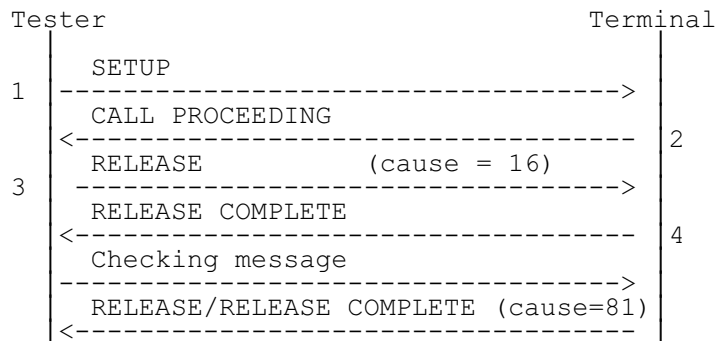 Tester Terminal
SETUP
1
CALL PROCEEDING
2
RELEASE (cause = 16)
3
RELEASE COMPLETE
4
Checking message
RELEASE/RELEASE COMPLETE (cause=81)